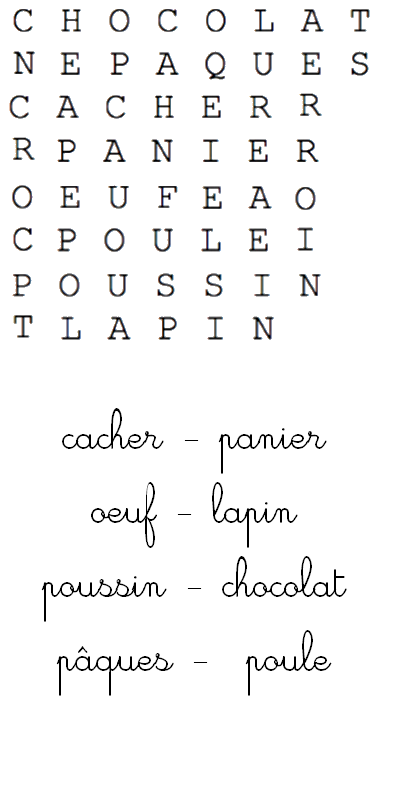 C H O C O L A T
N E P A Q U E S
C A C H E R R
R P A N I E R
O E U F E A O
C P O U L E I
P O U S S I N
T L A P I N
cacher - panier
oeuf - lapin
poussin - chocolat
pâques - poule